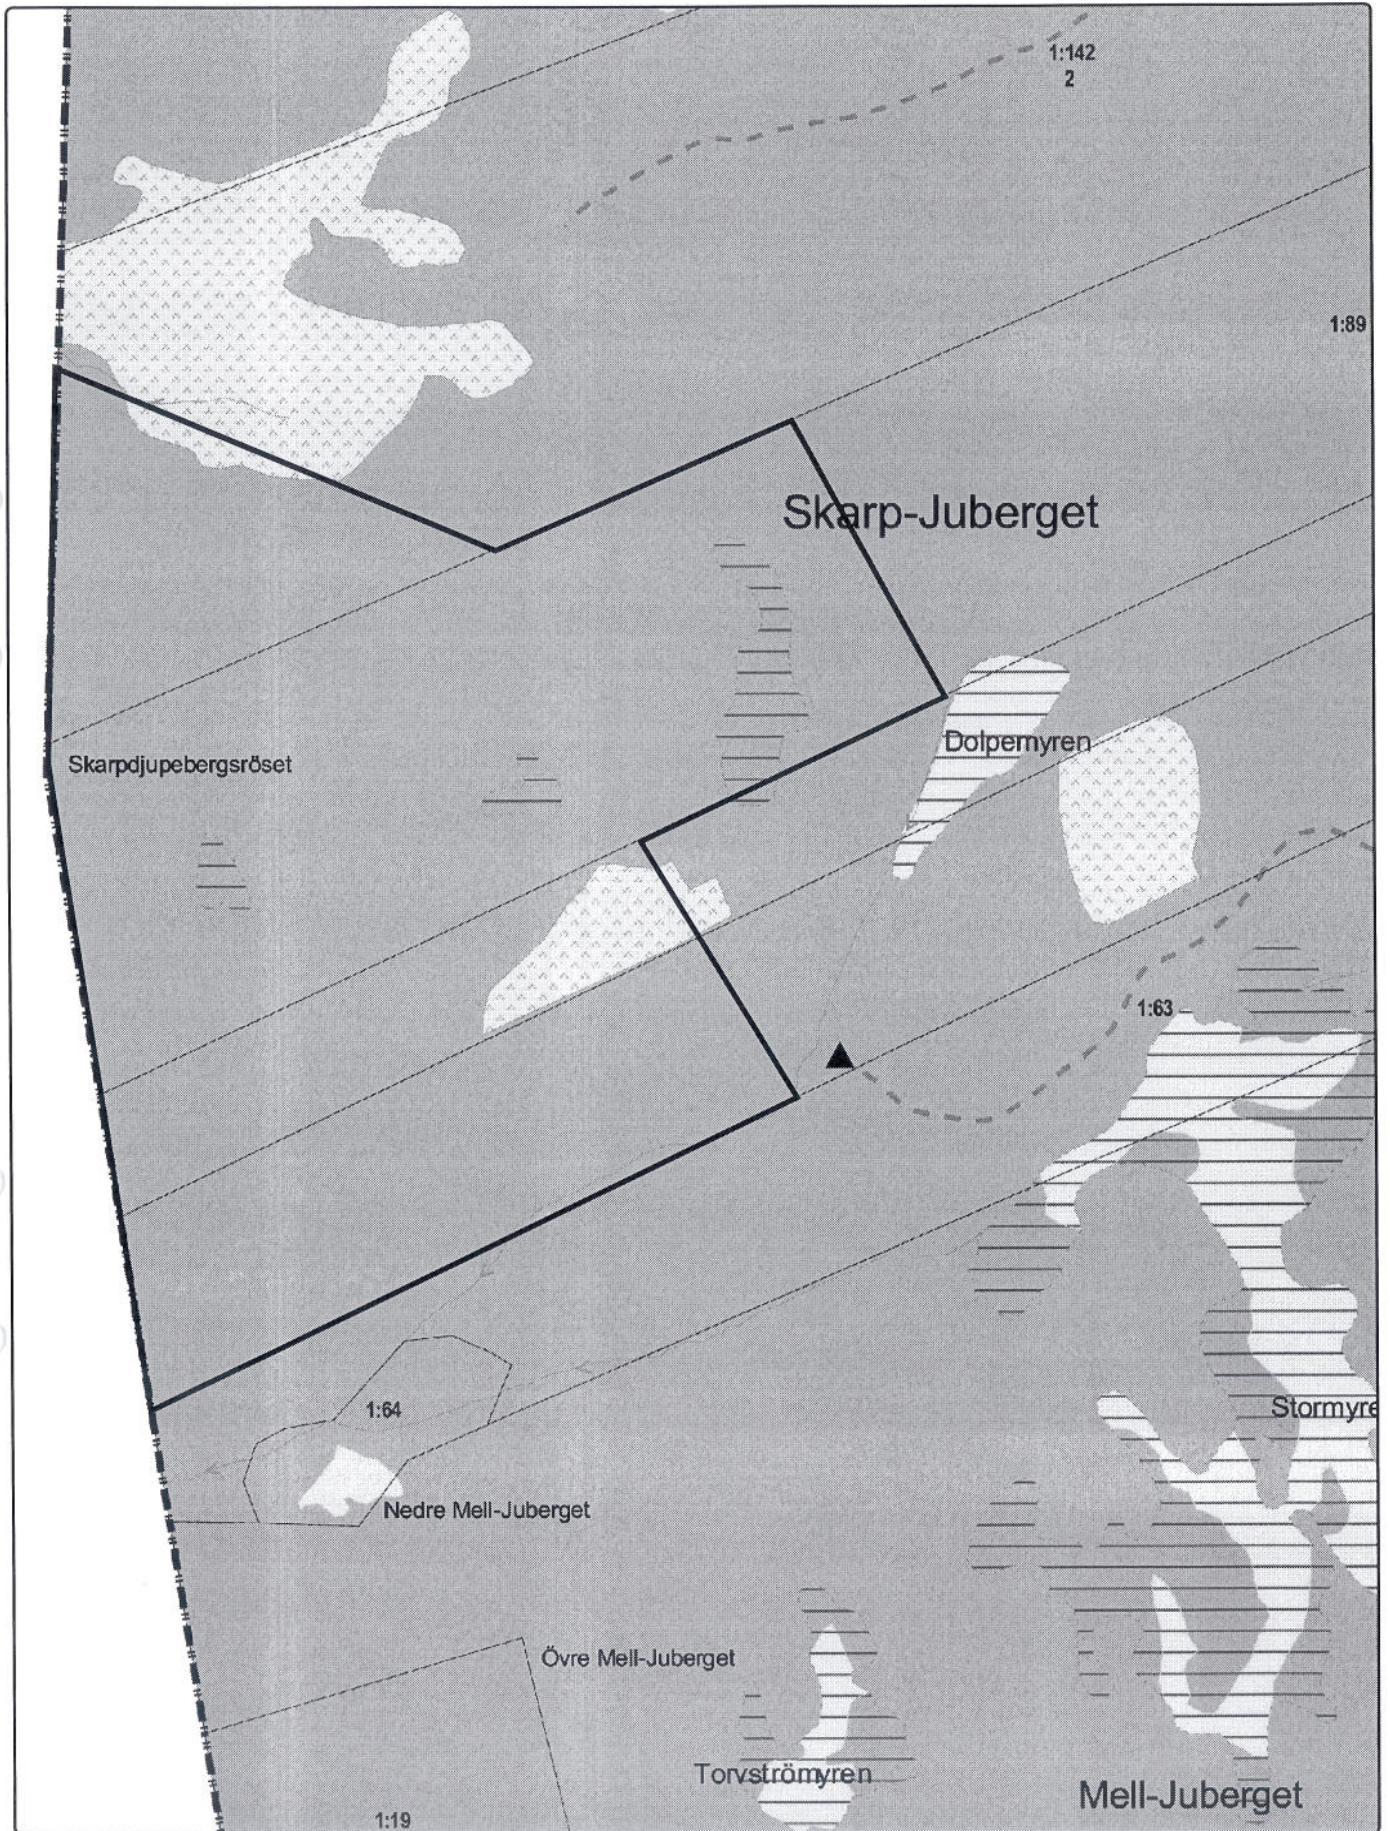 1:142
2
1:89
Skarp-Juberget
Dolpemyren
Skarpdjupebergsröset
1:63
1:64
Stormyre
Nedre Mell-Juberget
Övre Mell-Juberget
Torvströmyren
Mell-Juberget
1:19